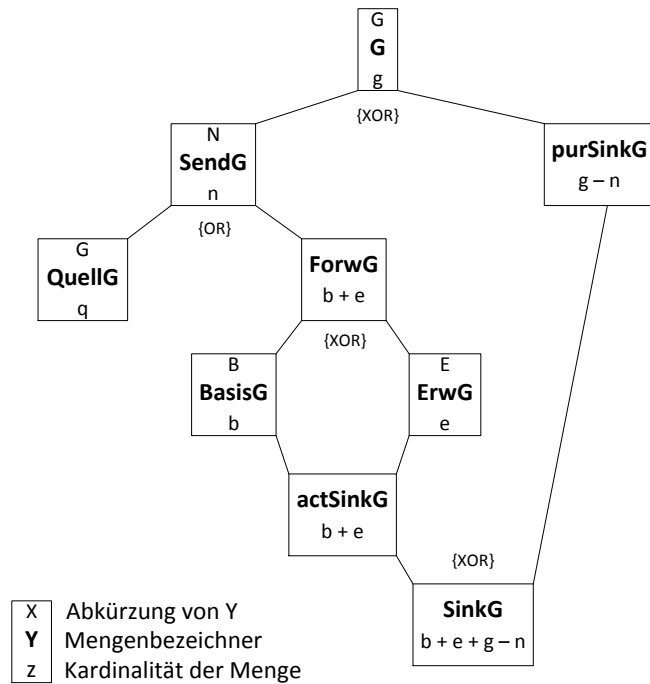 G
G
g
{XOR}
N
SendG
n
purSinkG
g – n
{OR}
G
QuellG
q
ForwG
b + e
{XOR}
B
BasisG
b
E
ErwG
e
actSinkG
b + e
{XOR}
SinkG
b + e + g – n
X Abkürzung von Y
Y Mengenbezeichner
z Kardinalität der Menge